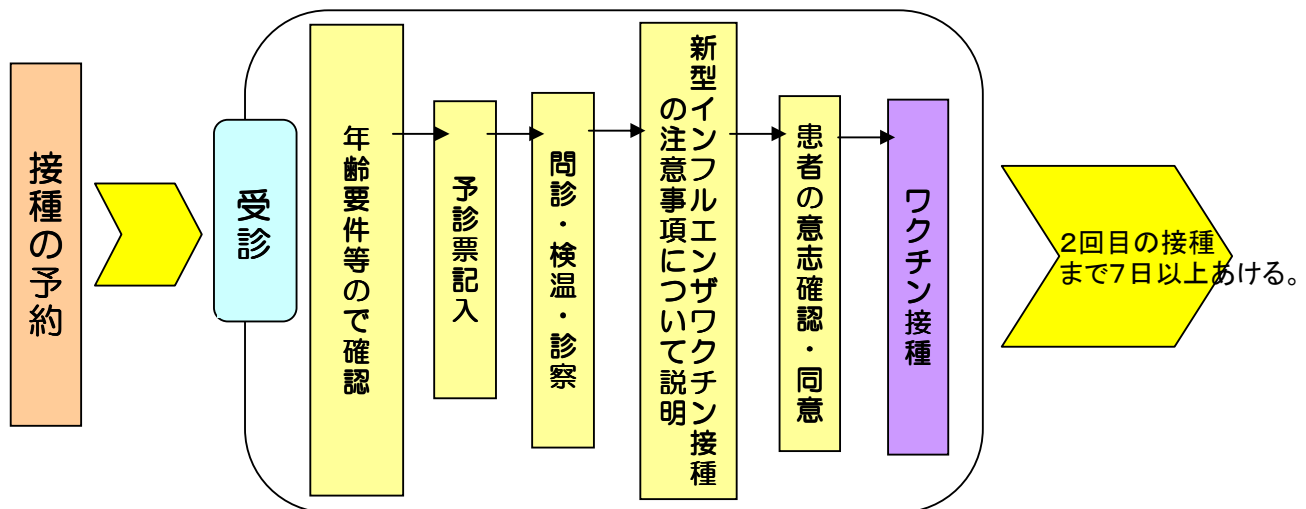 接種の予約
受診
年齢要件等ので確認
予診票記入
問診・検温・診察
新型インフルエンザワクチン接種
の注意事項について説明
患者の意志確認・同意
ワクチン接種
2回目の接種
まで7日以上あける。